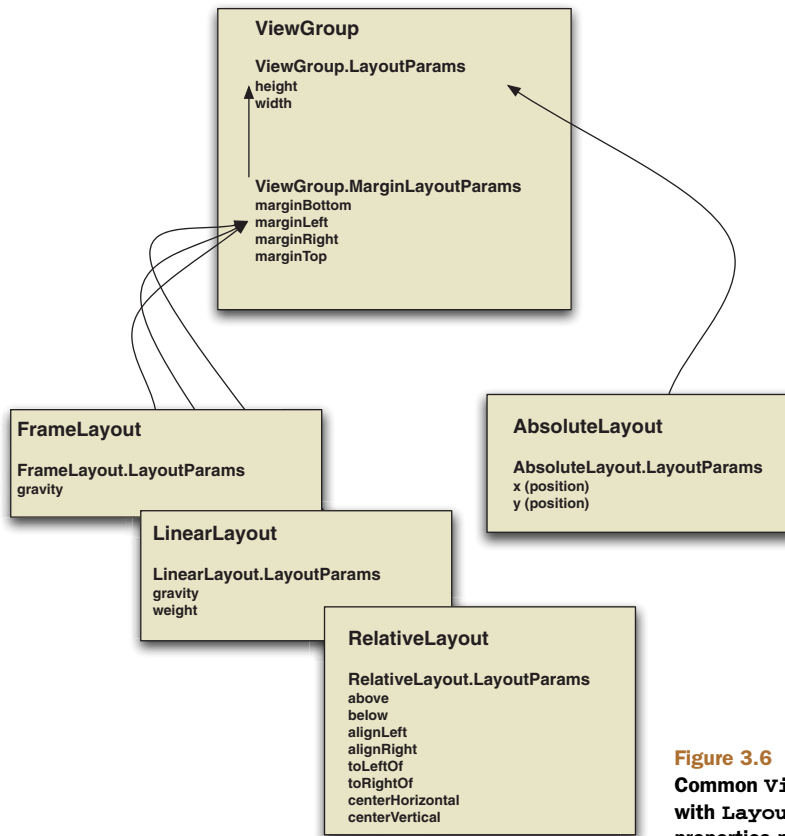 ViewGroup
ViewGroup.LayoutParams
height
width
ViewGroup.MarginLayoutParams
marginBottom
marginLeft
marginRight
marginTop
FrameLayout
FrameLayout.LayoutParams
gravity
AbsoluteLayout
AbsoluteLayout.LayoutParams
x (position)
y (position)
LinearLayout
LinearLayout.LayoutParams
gravity
weight
RelativeLayout
RelativeLayout.LayoutParams
above
below
alignLeft
alignRight
toLeftOf
toRightOf
centerHorizontal
centerVertical
Figure 3.6
Common Vi
with Layou